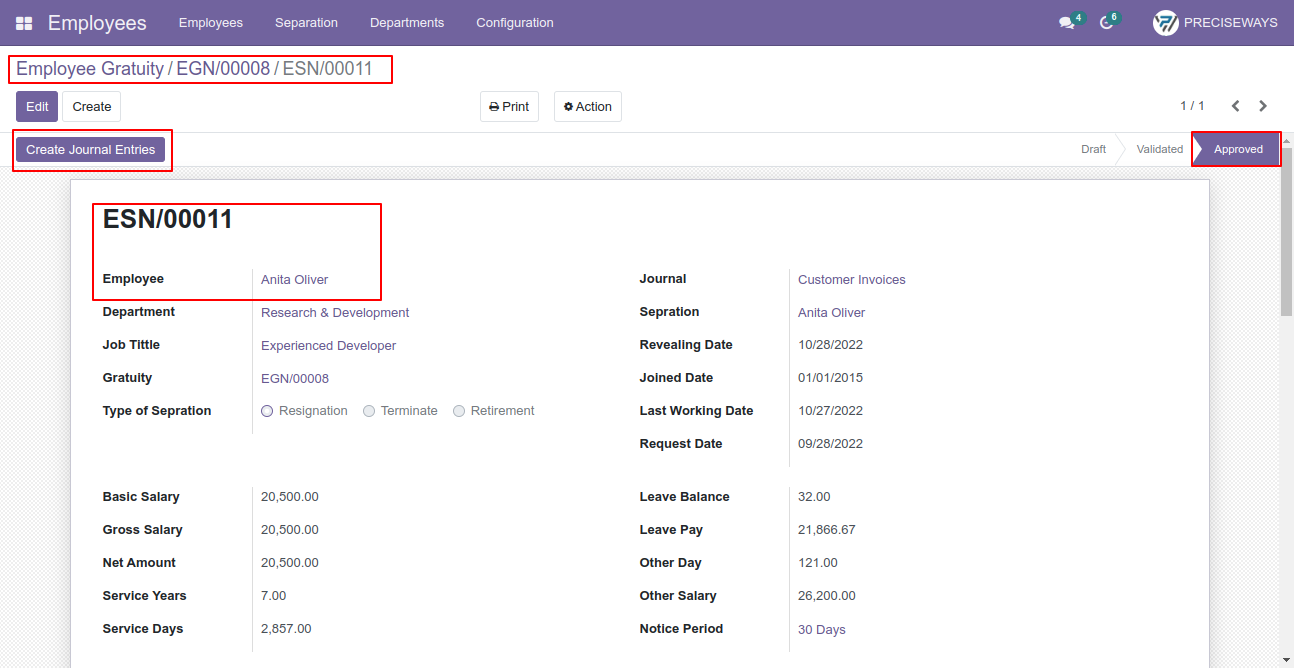 Employees Employees Separation Departments Configuration 4 6 PRECISEWAYS
Employee Gratuity / EGN/00008 / ESN/00011
Edit Create Print Action 1 / 1
Create Journal Entries Draft Validated Approved
ESN/00011
Employee Anita Oliver Journal Customer Invoices
Department Research & Development Sepration Anita Oliver
Job Tittle Experienced Developer Revealing Date 10/28/2022
Gratuity EGN/00008 Joined Date 01/01/2015
Type of Sepration Resignation Terminate Retirement Last Working Date 10/27/2022
Request Date 09/28/2022
Basic Salary 20,500.00 Leave Balance 32.00
Gross Salary 20,500.00 Leave Pay 21,866.67
Net Amount 20,500.00 Other Day 121.00
Service Years 7.00 Other Salary 26,200.00
Service Days 2,857.00 Notice Period 30 Days